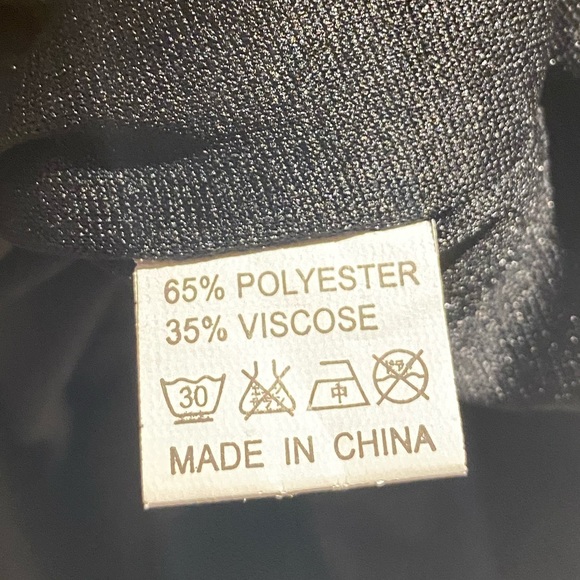 65% POLYESTER
35% VISCOSE
30 中
MADE IN CHINA